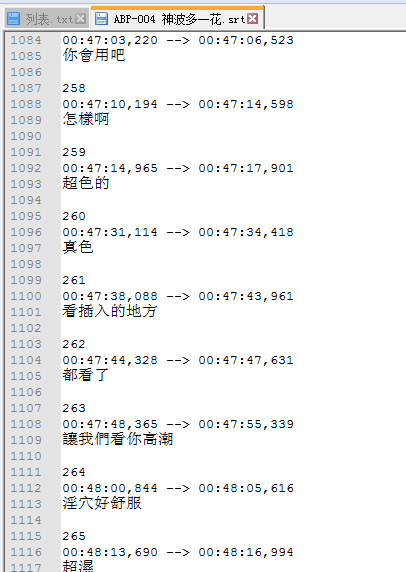 列表.txt ABP-004 神波多一花.srt
1084 00:47:03,220 --> 00:47:06,523
1085 你會用吧
1086
1087 258
1088 00:47:10,194 --> 00:47:14,598
1089 怎樣啊
1090
1091 259
1092 00:47:14,965 --> 00:47:17,901
1093 超色的
1094
1095 260
1096 00:47:31,114 --> 00:47:34,418
1097 真色
1098
1099 261
1100 00:47:38,088 --> 00:47:43,961
1101 看插入的地方
1102
1103 262
1104 00:47:44,328 --> 00:47:47,631
1105 都看了
1106
1107 263
1108 00:47:48,365 --> 00:47:55,339
1109 讓我們看你高潮
1110
1111 264
1112 00:48:00,844 --> 00:48:05,616
1113 淫穴好舒服
1114
1115 265
1116 00:48:13,690 --> 00:48:16,994
1117 超濕